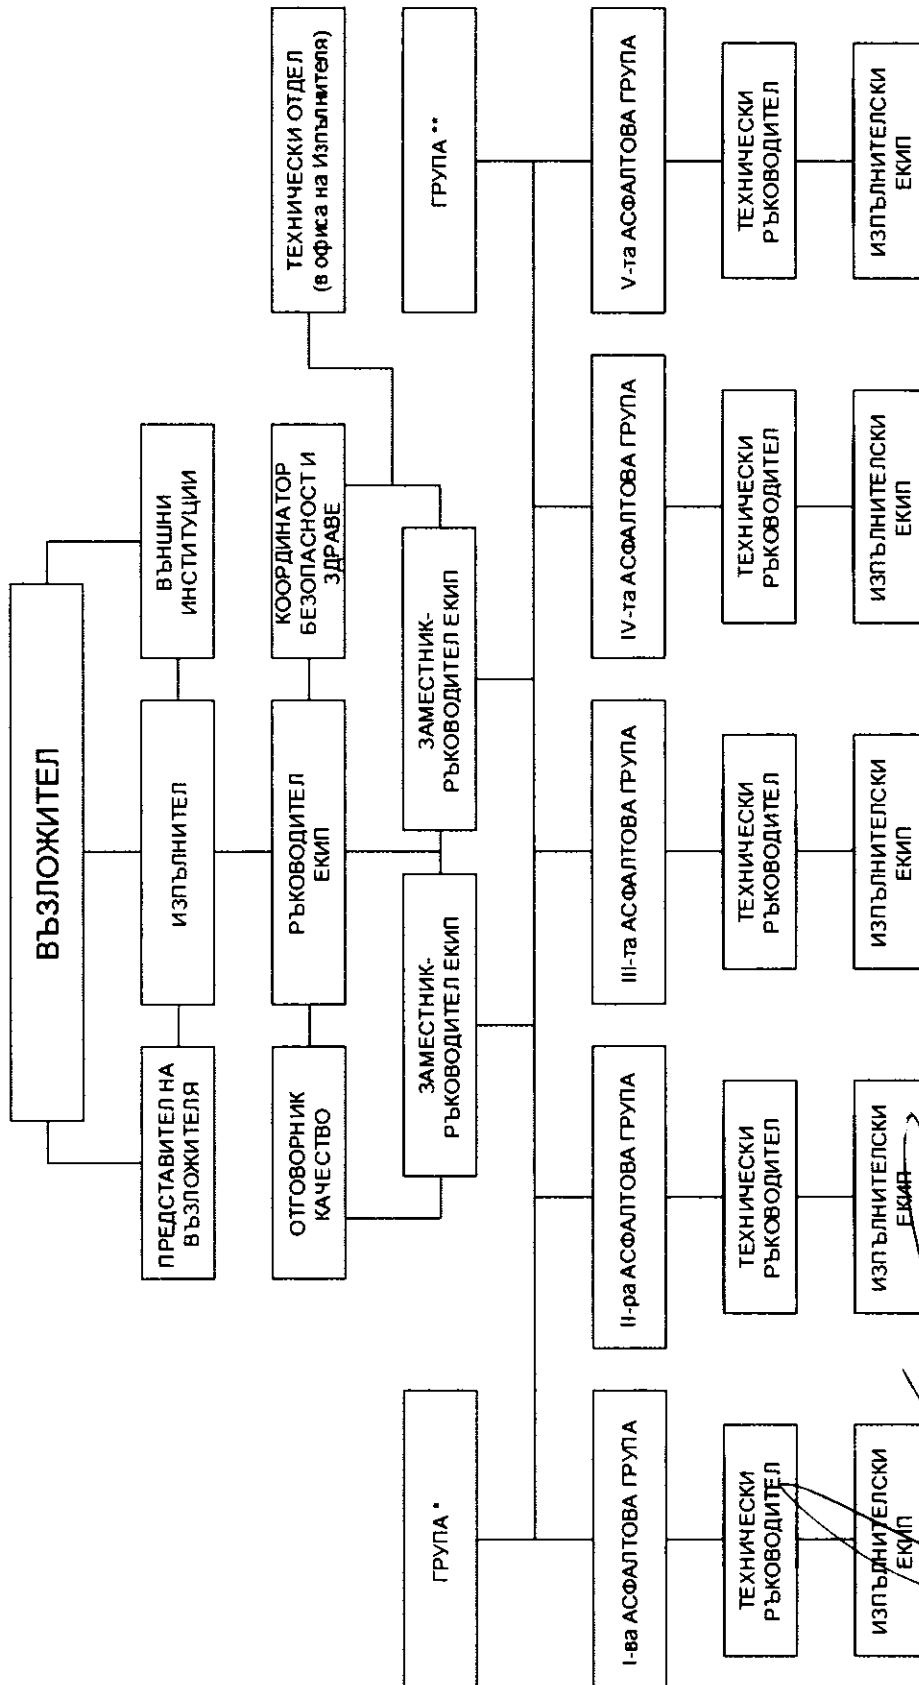 ВЪЗЛОЖИТЕЛ
ПРЕДСТАВИТЕЛ НА
ВЪЗЛОЖИТЕЛЯ
ИЗПЪЛНИТЕЛ
ВЪНШНИ
ИНСТИТУЦИИ
ОТГОВОРНИК
КАЧЕСТВО
РЪКОВОДИТЕЛ
ЕКИП
КООРДИНАТОР
БЕЗОПАСНОСТ И
ЗДРАВЕ
ТЕХНИЧЕСКИ ОТДЕЛ
(в офиса на Изпълнителя)
ГРУПА *
ЗАМЕСТНИК-
РЪКОВОДИТЕЛ ЕКИП
ЗАМЕСТНИК-
РЪКОВОДИТЕЛ ЕКИП
ГРУПА **
I-ва АСФАЛТОВА ГРУПА
II-ра АСФАЛТОВА ГРУПА
III-та АСФАЛТОВА ГРУПА
IV-та АСФАЛТОВА ГРУПА
V-та АСФАЛТОВА ГРУПА
ТЕХНИЧЕСКИ
РЪКОВОДИТЕЛ
ТЕХНИЧЕСКИ
РЪКОВОДИТЕЛ
ТЕХНИЧЕСКИ
РЪКОВОДИТЕЛ
ТЕХНИЧЕСКИ
РЪКОВОДИТЕЛ
ТЕХНИЧЕСКИ
РЪКОВОДИТЕЛ
ИЗПЪЛНИТЕЛСКИ
ЕКИП
ИЗПЪЛНИТЕЛСКИ
ЕКИП
ИЗПЪЛНИТЕЛСКИ
ЕКИП
ИЗПЪЛНИТЕЛСКИ
ЕКИП
ИЗПЪЛНИТЕЛСКИ
ЕКИП